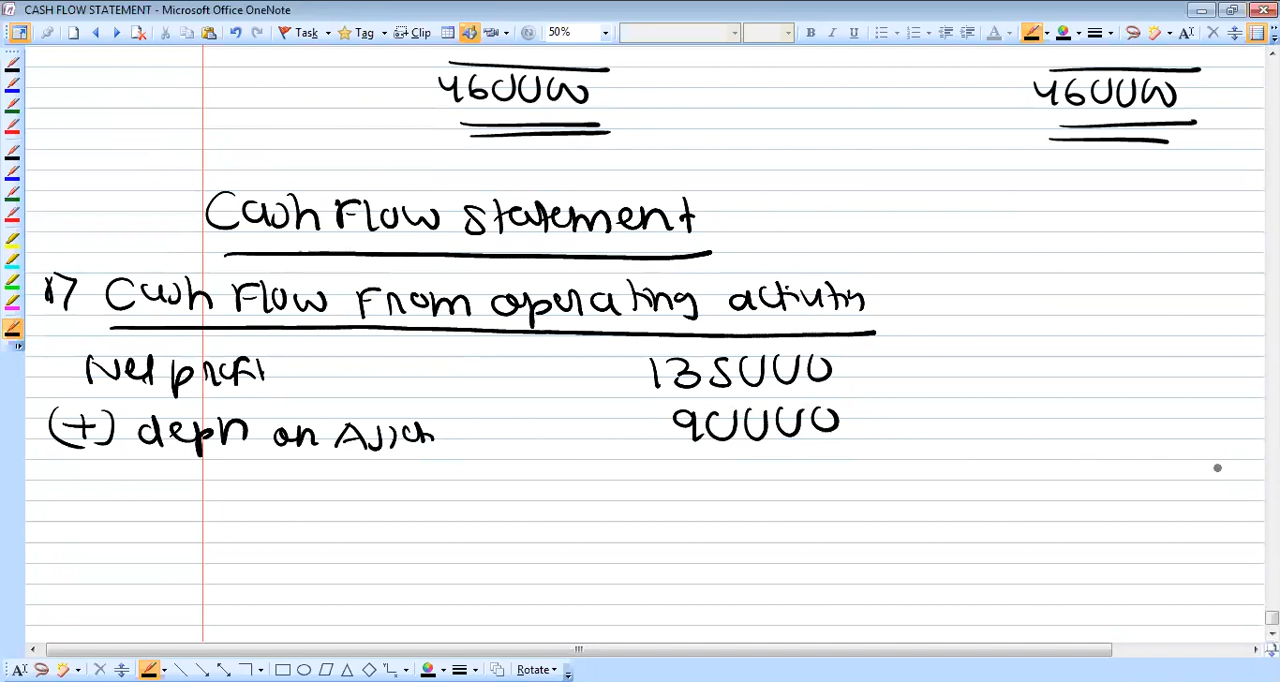 CASH FLOW STATEMENT - Microsoft Office OneNote
Task Tag Clip 50% B I U A
460000 460000
Cash Flow statement
1) Cash Flow From operating activity
Net profit 135000
(+) depn on Assets 90000
Rotate